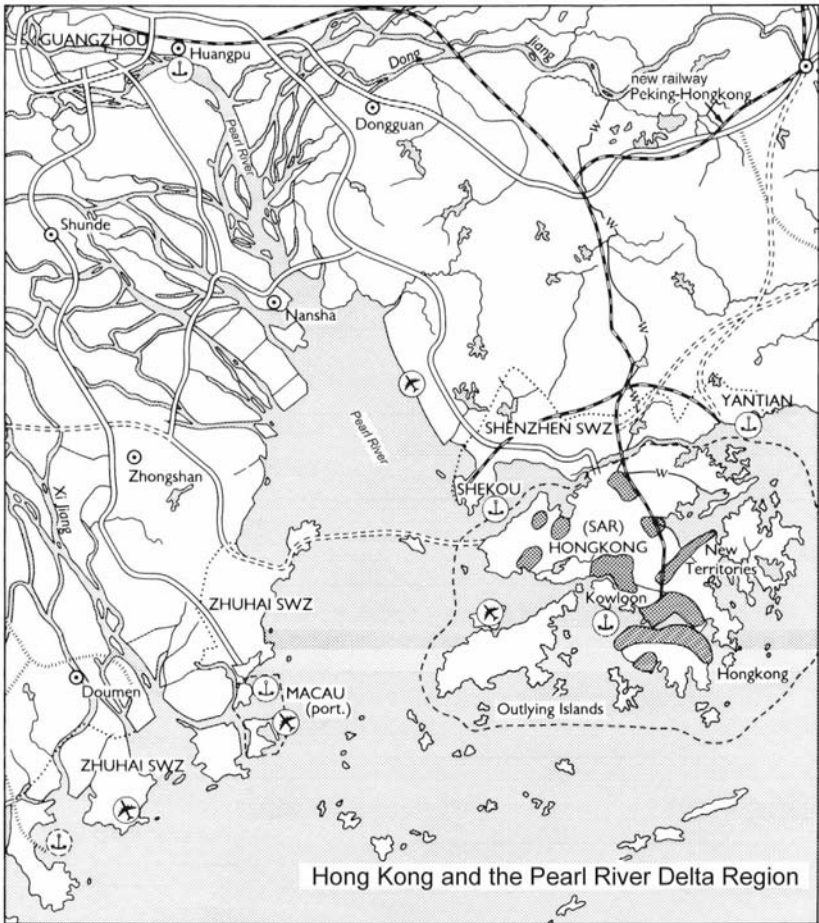 GUANGZHOU
Huangpu
Dong
Jiang
new railway
Peking-Hongkong
Pearl River
Dongguan
W
Shunde
W
Nansha
W
Pearl River
SHENZHEN SWZ
YANTIAN
Zhongshan
Xi Jiang
SHEKOU
W
(SAR)
HONGKONG
New
Territories
ZHUHAI SWZ
Kowloon
Doumen
MACAU
(port.)
Hongkong
Outlying Islands
ZHUHAI SWZ
Hong Kong and the Pearl River Delta Region